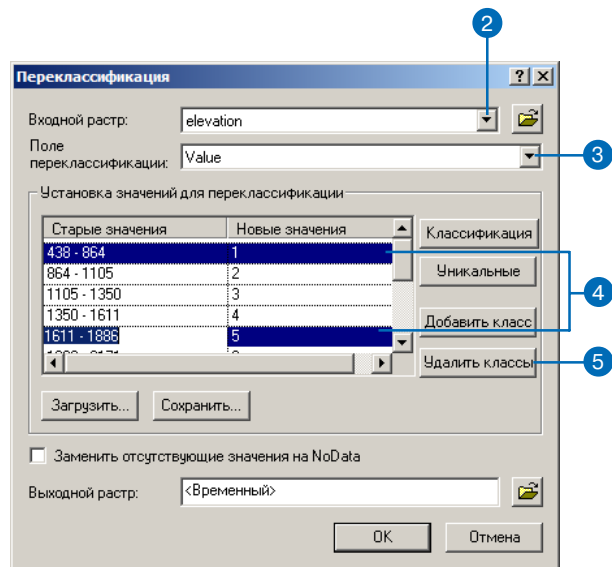 2
Переклассификация
Входной растр: elevation
3
Поле
переклассификации: Value
Установка значений для переклассификации
Старые значения Новые значения
438 - 864 1
864 - 1105 2
1105 - 1350 3
1350 - 1611 4
1611 - 1886 5
Классификация
Уникальные
4
Добавить класс
Удалить классы
5
Загрузить... Сохранить...
Заменить отсутствующие значения на NoData
Выходной растр: <Временный>
OK Отмена